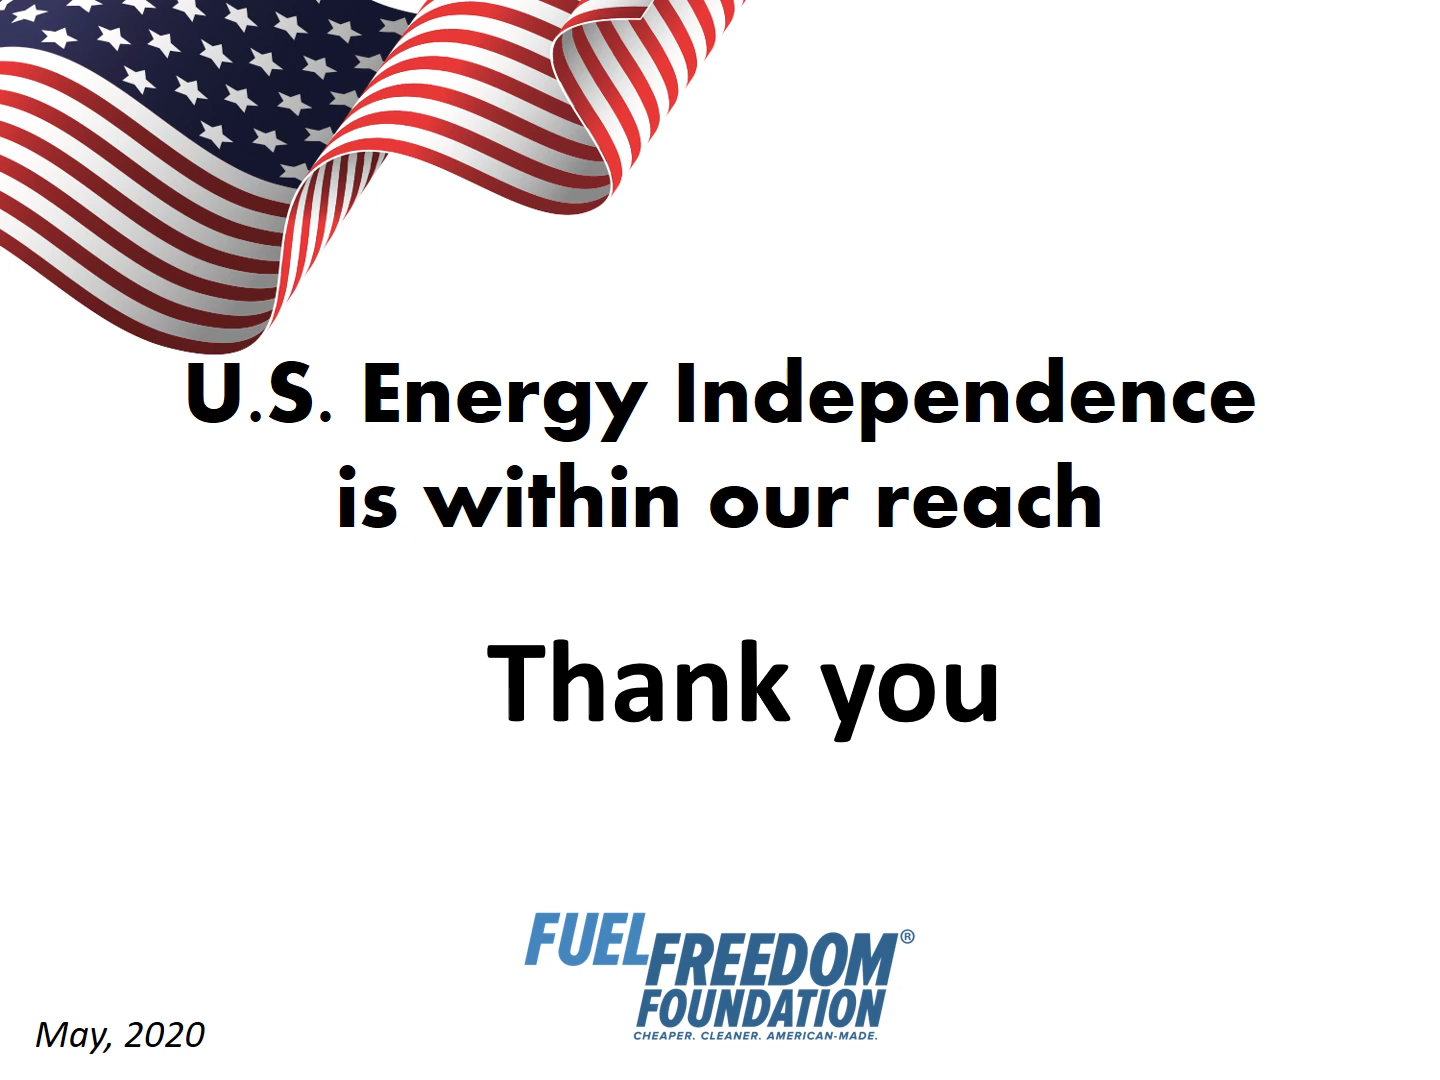 U.S. Energy Independence
is within our reach
Thank you
FUEL FREEDOM®
FOUNDATION
CHEAPER. CLEANER. AMERICAN-MADE.
May, 2020